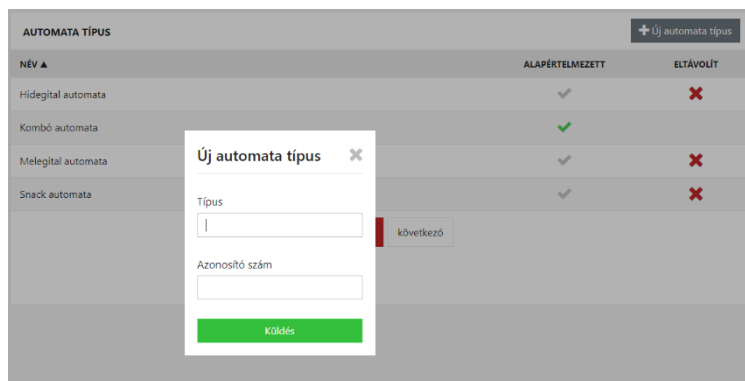 AUTOMATA TÍPUS
Új automata típus
NÉV ▲ ALAPÉRTELMEZETT ELTÁVOLÍT
Hidegital automata
Kombó automata
Melegital automata
Snack automata
következő
Új automata típus
Típus
Azonosító szám
Küldés